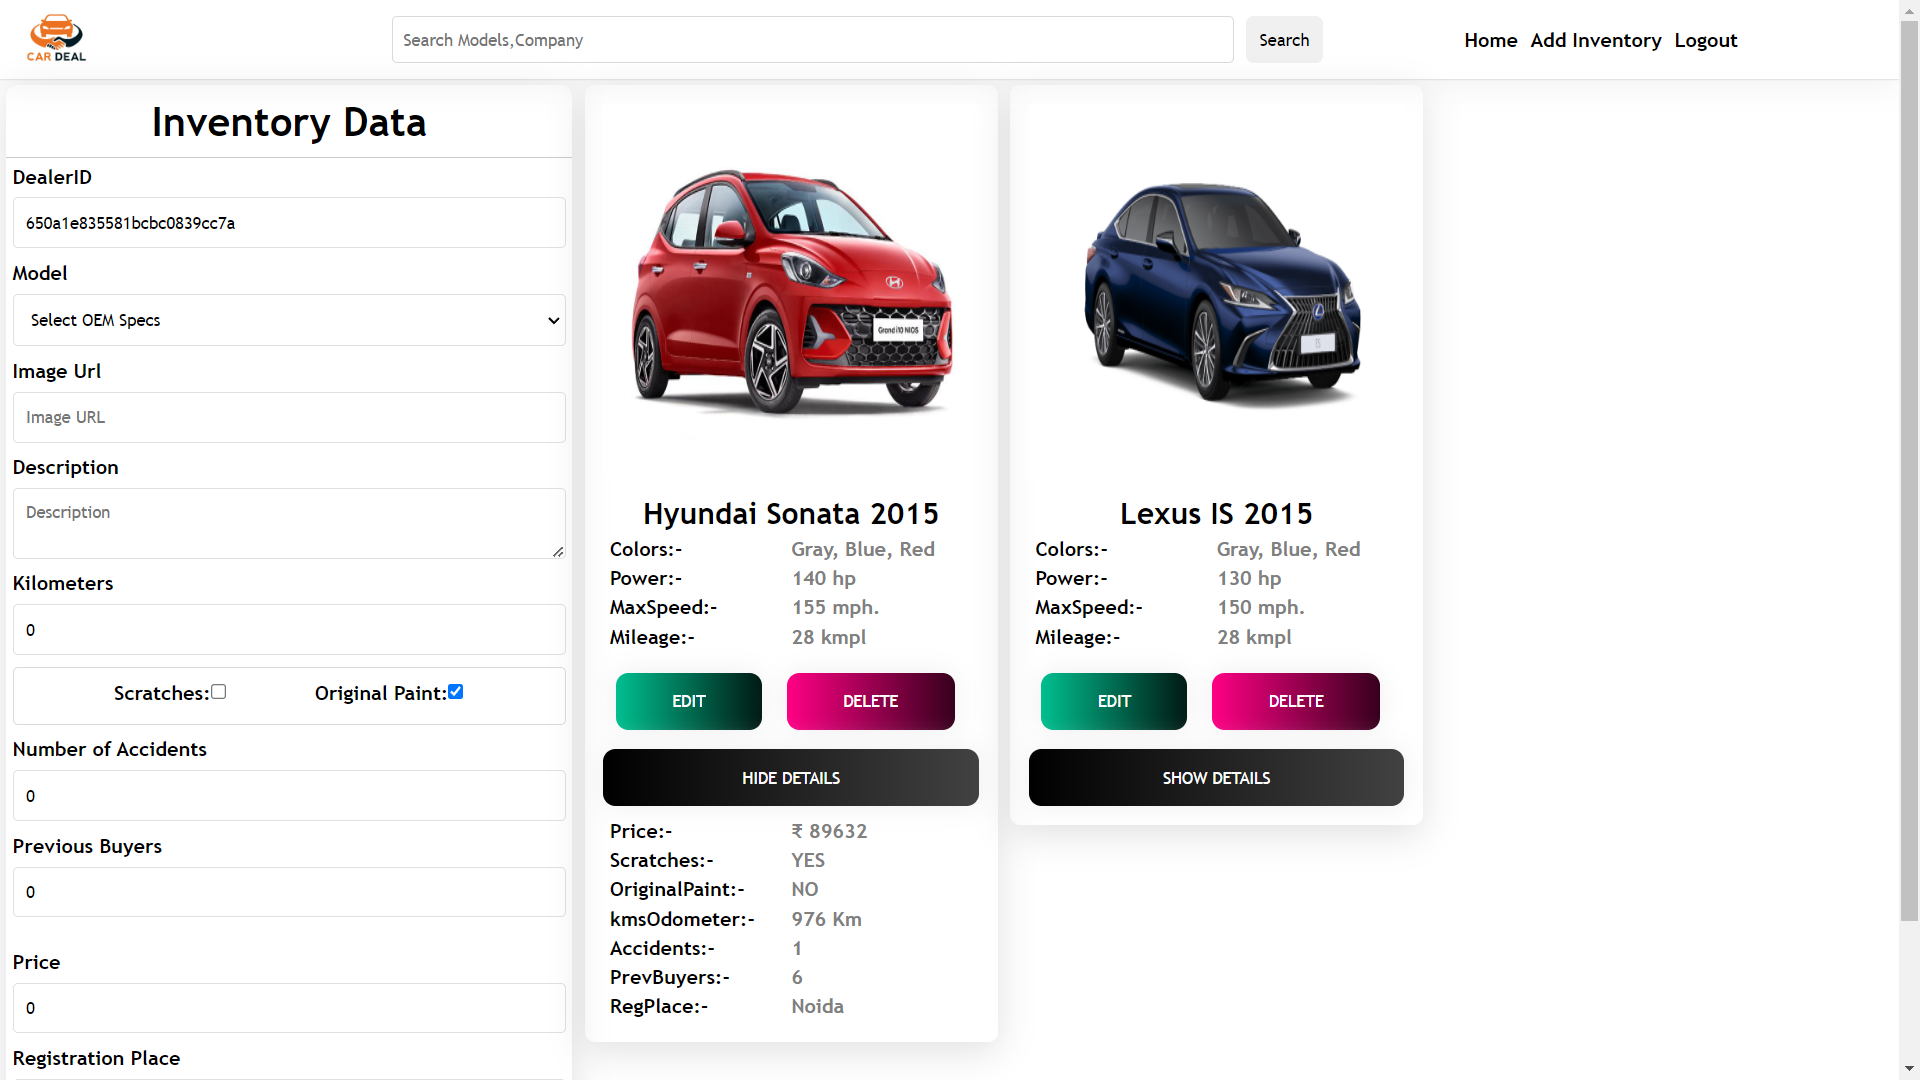 CAR DEAL
Search Models,Company
Search
Home Add Inventory Logout
Inventory Data
DealerID
650a1e835581bcbc0839cc7a
Model
Select OEM Specs
Image Url
Image URL
Description
Description
Kilometers
0
Scratches: Original Paint:
Number of Accidents
0
Previous Buyers
0
Price
0
Registration Place
Grand i10 NIOS
Hyundai Sonata 2015
Colors:- Gray, Blue, Red
Power:- 140 hp
MaxSpeed:- 155 mph.
Mileage:- 28 kmpl
EDIT DELETE
HIDE DETAILS
Price:- ₹ 89632
Scratches:- YES
OriginalPaint:- NO
kmsOdometer:- 976 Km
Accidents:- 1
PrevBuyers:- 6
RegPlace:- Noida
ES
Lexus IS 2015
Colors:- Gray, Blue, Red
Power:- 130 hp
MaxSpeed:- 150 mph.
Mileage:- 28 kmpl
EDIT DELETE
SHOW DETAILS